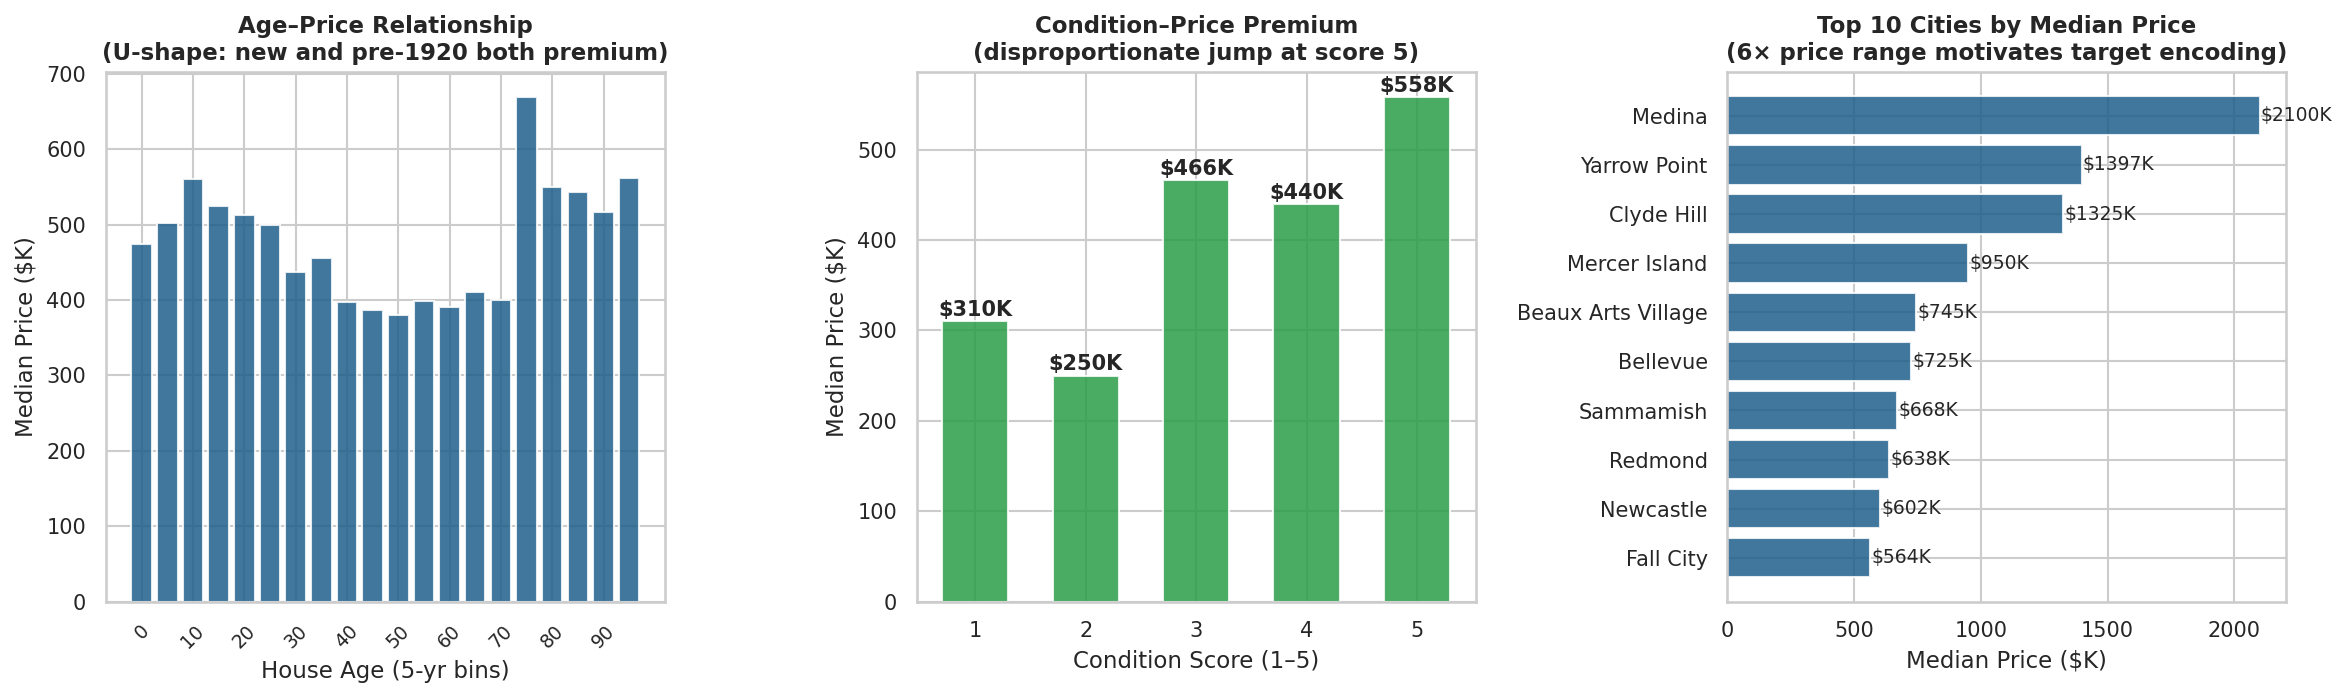 Age–Price Relationship
(U-shape: new and pre-1920 both premium)
Median Price ($K)
700
600
500
400
300
200
100
0
0
10
20
30
40
50
60
70
80
90
House Age (5-yr bins)
Condition–Price Premium
(disproportionate jump at score 5)
Median Price ($K)
500
400
300
200
100
0
$310K
$250K
$466K
$440K
$558K
1
2
3
4
5
Condition Score (1–5)
Top 10 Cities by Median Price
(6× price range motivates target encoding)
Medina $2100K
Yarrow Point $1397K
Clyde Hill $1325K
Mercer Island $950K
Beaux Arts Village $745K
Bellevue $725K
Sammamish $668K
Redmond $638K
Newcastle $602K
Fall City $564K
0
500
1000
1500
2000
Median Price ($K)